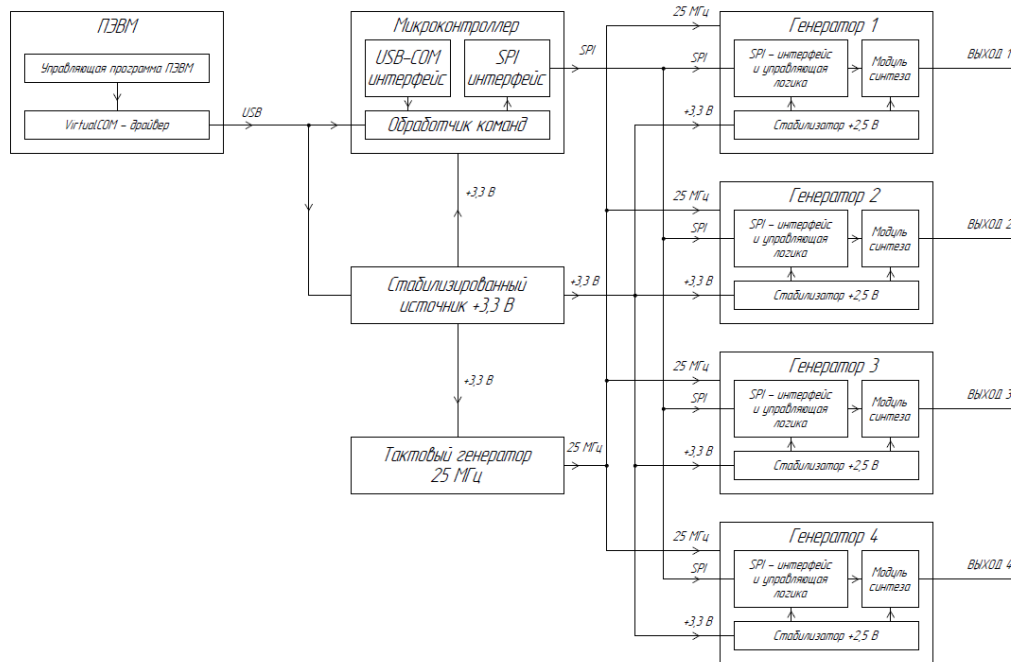 ПЭВМ
Управляющая программа ПЭВМ
VirtualCOM – драйвер
USB
Микроконтроллер
USB-COM
интерфейс
SPI
интерфейс
Обработчик команд
SPI
+3,3 В
Стабилизированный
источник +3,3 В
+3,3 В
+3,3 В
Тактовый генератор
25 МГц
25 МГц
25 МГц
SPI
+3,3 В
Генератор 1
SPI – интерфейс
и управляющая
логика
Модуль
синтеза
Стабилизатор +2,5 В
ВЫХОД 1
25 МГц
SPI
+3,3 В
Генератор 2
SPI – интерфейс
и управляющая
логика
Модуль
синтеза
Стабилизатор +2,5 В
ВЫХОД 2
25 МГц
SPI
+3,3 В
Генератор 3
SPI – интерфейс
и управляющая
логика
Модуль
синтеза
Стабилизатор +2,5 В
ВЫХОД 3
25 МГц
SPI
+3,3 В
Генератор 4
SPI – интерфейс
и управляющая
логика
Модуль
синтеза
Стабилизатор +2,5 В
ВЫХОД 4